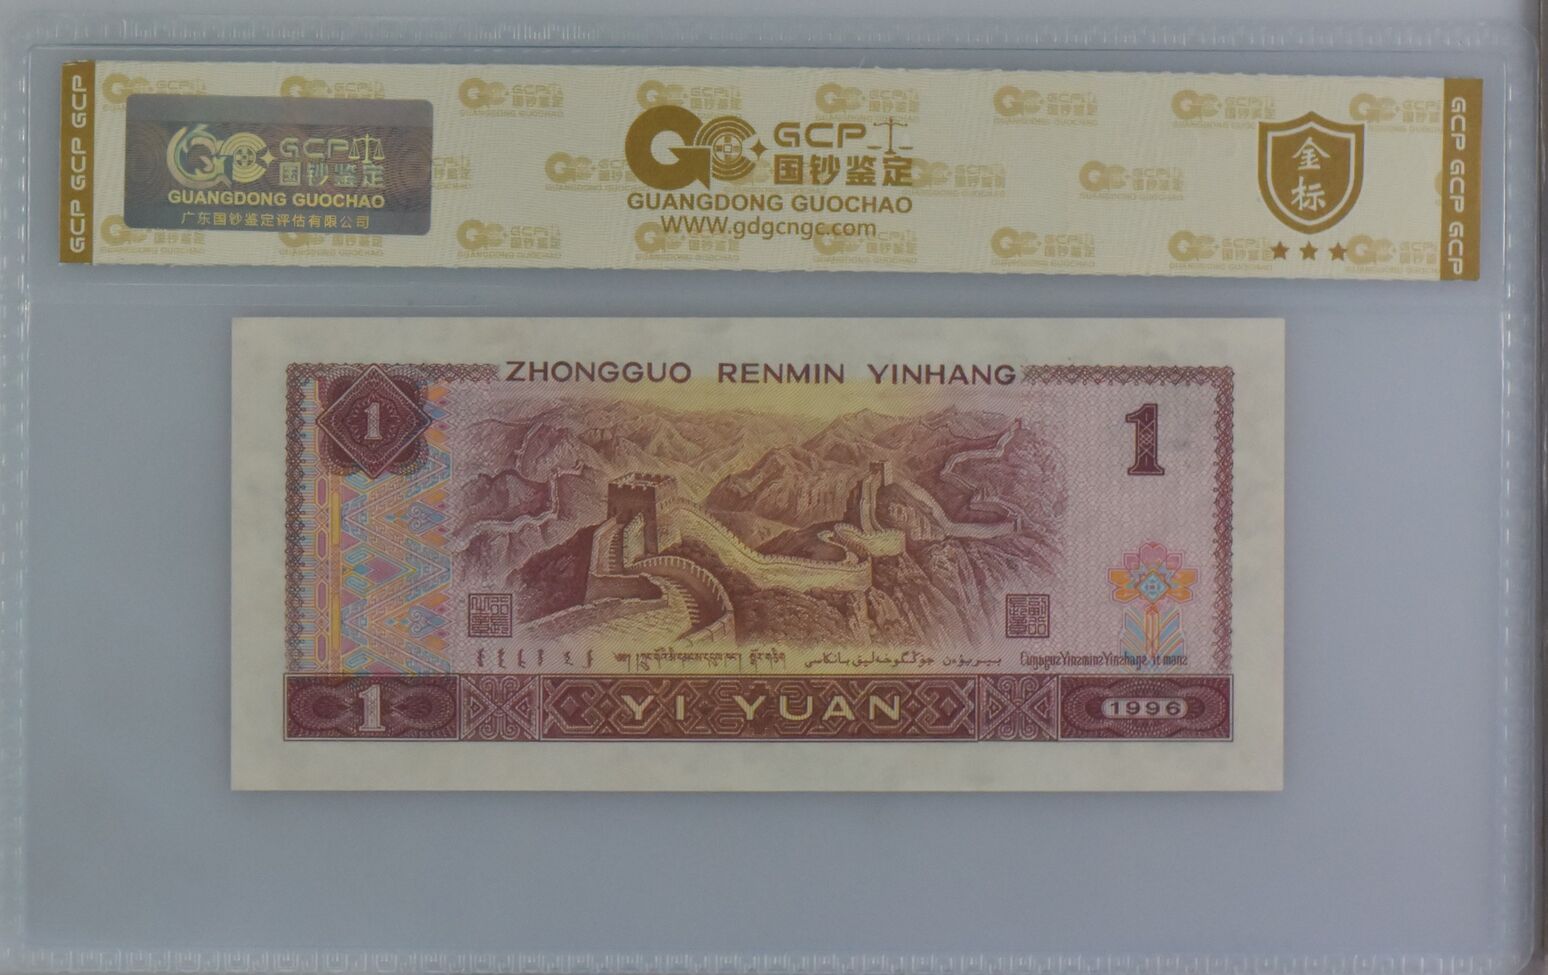 GCP GCP GCP
GCP
国钞鉴定
GUANGDONG GUOCHAO
广东国钞鉴定评估有限公司
GCP
国钞鉴定
GUANGDONG GUOCHAO
WWW.gdgcngc.com
金标
GCP GCP GCP
ZHONGGUO RENMIN YINHANG
1
1
YI YUAN
1
1996